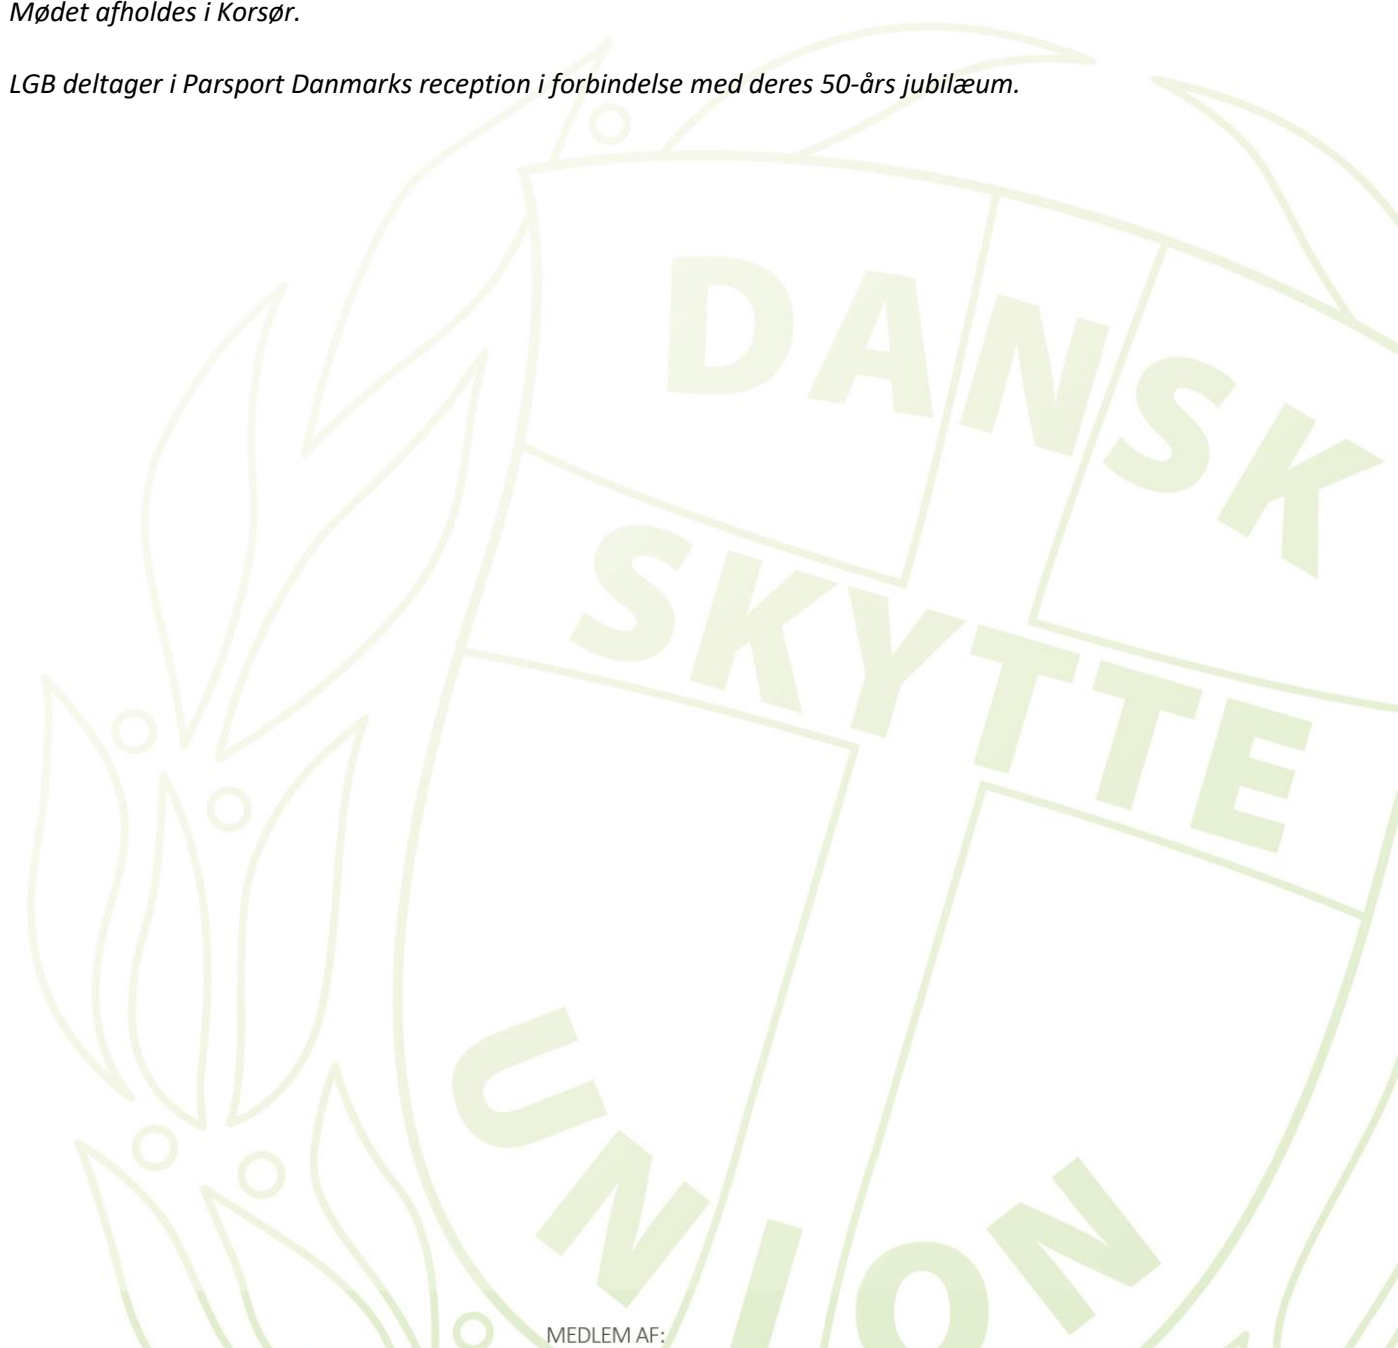 Mødet afholdes i Korsør.
LGB deltager i Parsport Danmarks reception i forbindelse med deres 50-års jubilæum.
DANSK
SKYTTE
UNION
MEDLEM AF: